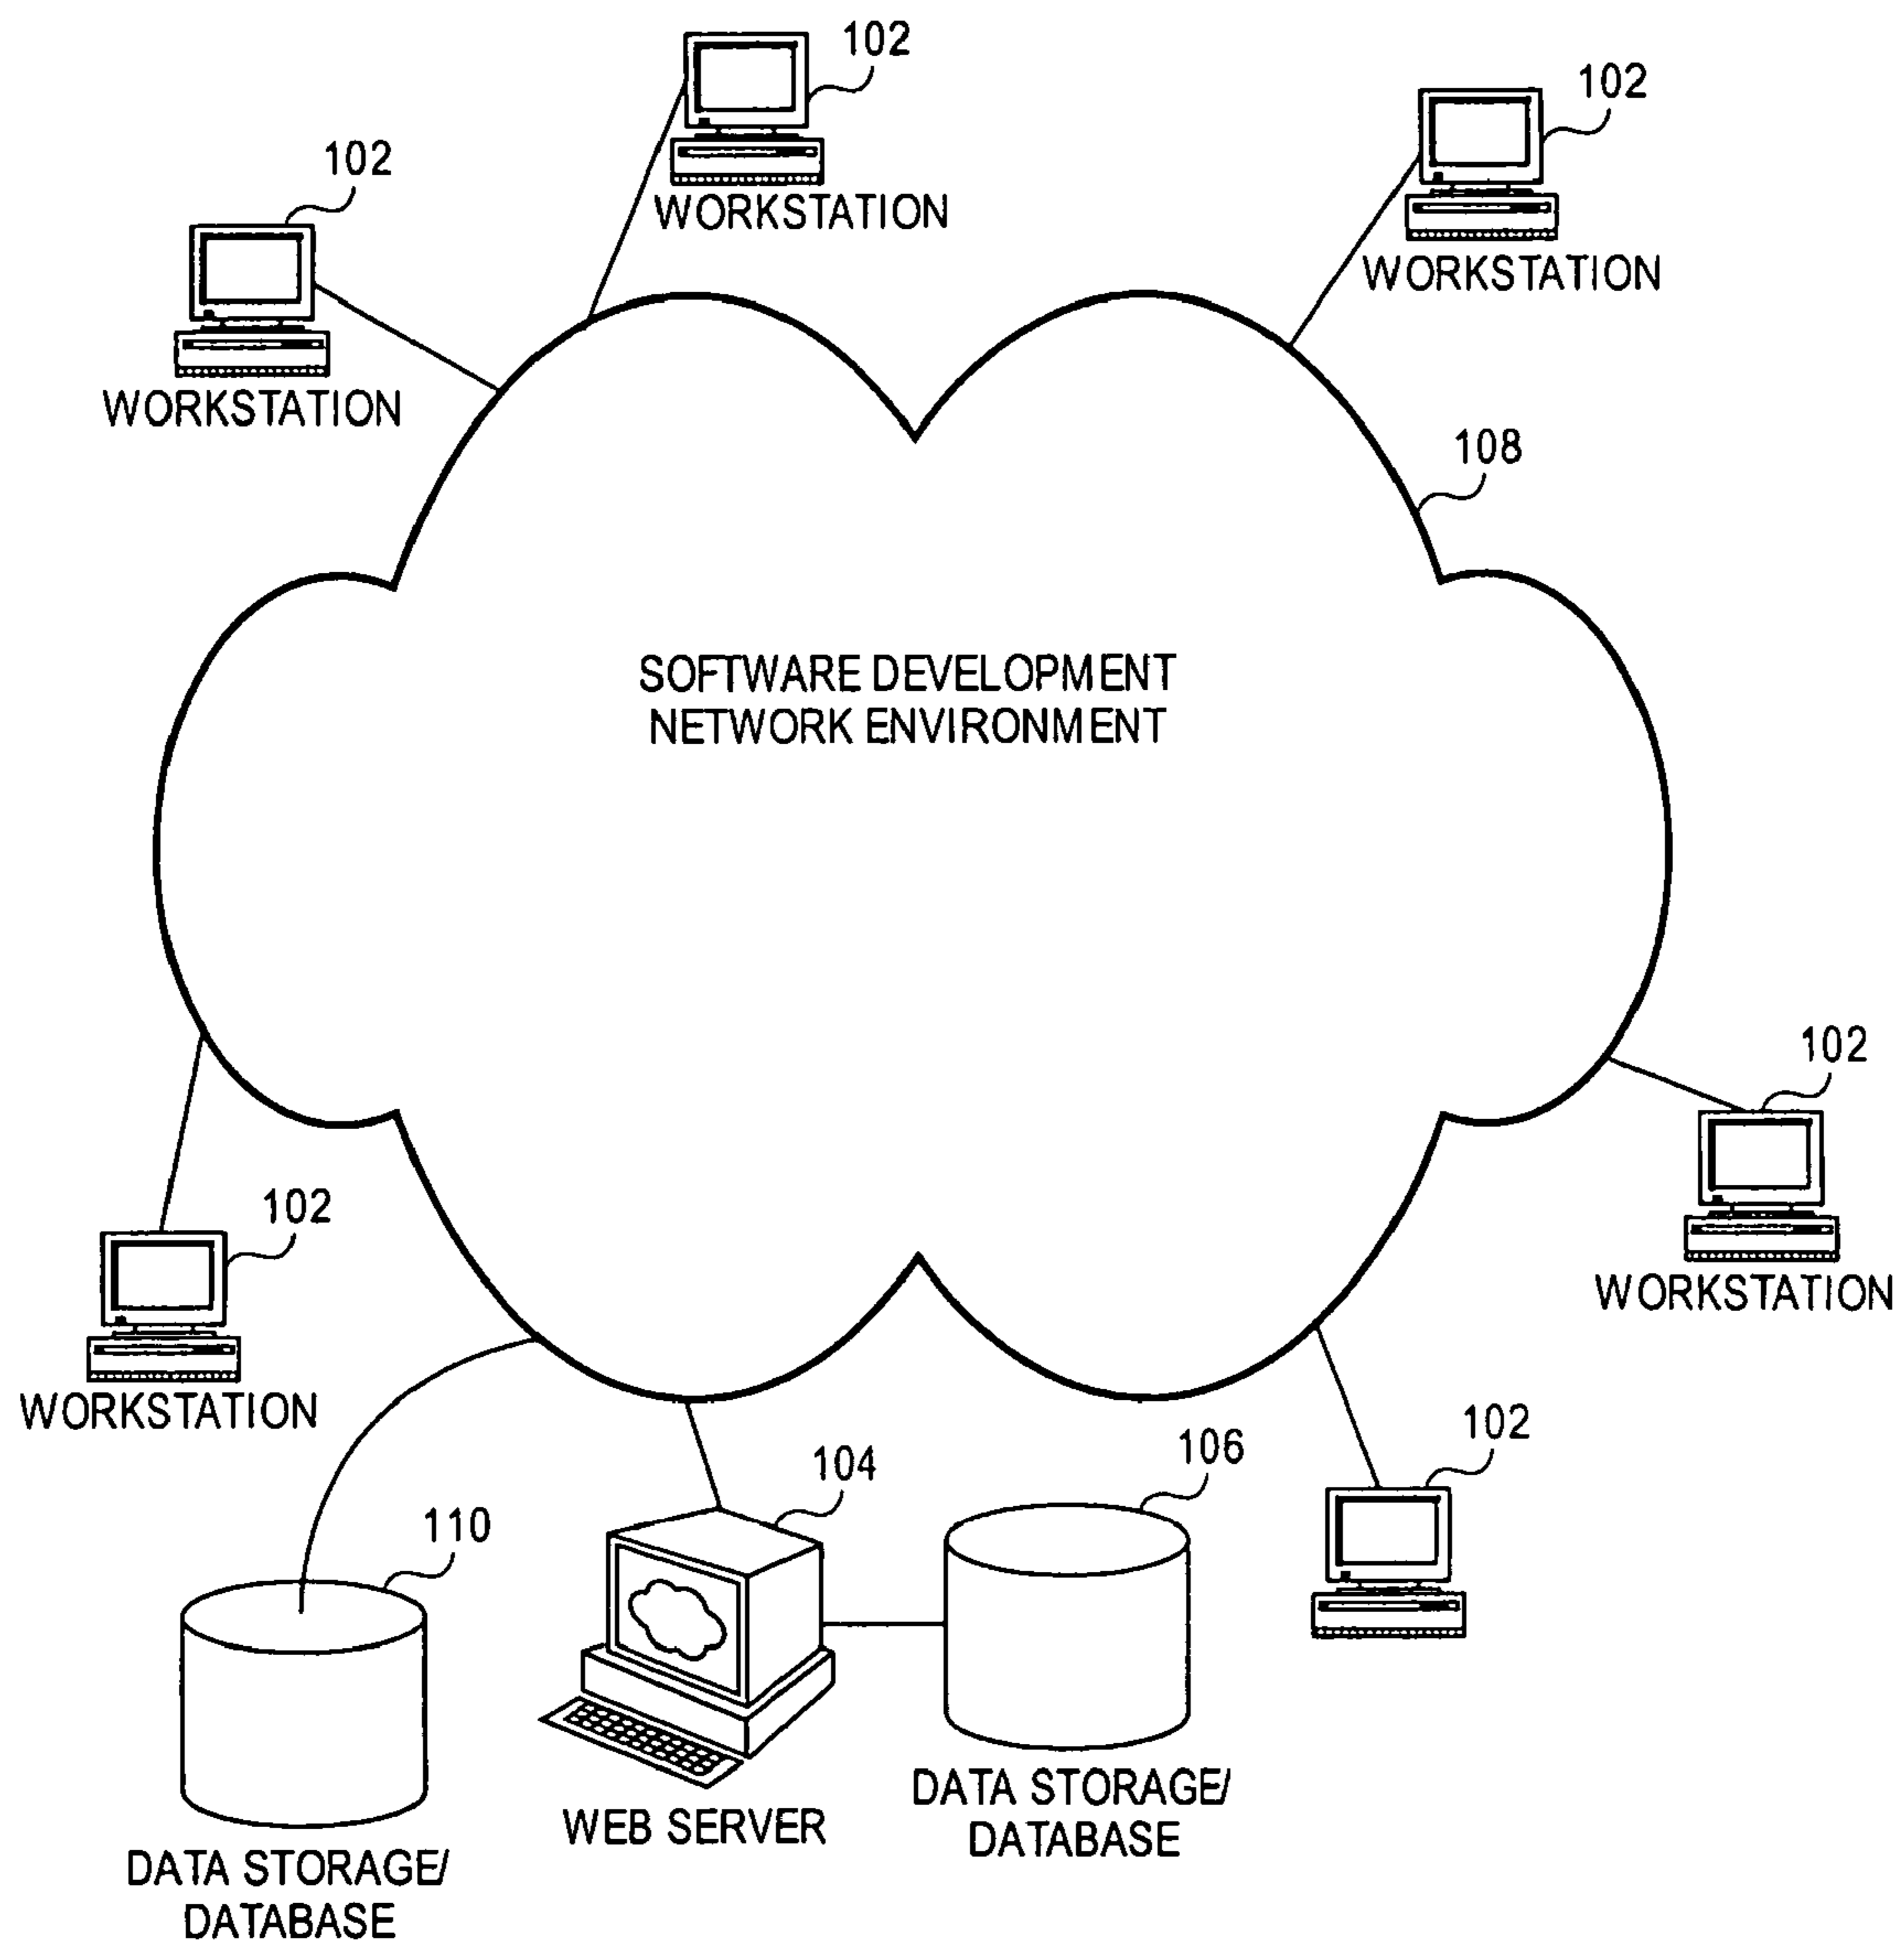 102
WORKSTATION
102
WORKSTATION
102
WORKSTATION
108
SOFTWARE DEVELOPMENT
NETWORK ENVIRONMENT
102
WORKSTATION
102
WORKSTATION
102
104
106
110
WEB SERVER
DATA STORAGE/
DATABASE
DATA STORAGE/
DATABASE